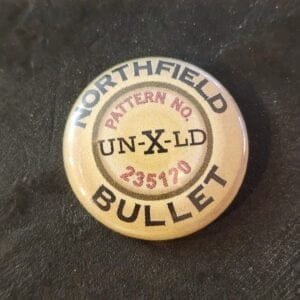 NORTHFIELD
PATTERN NO.
UN-X-LD
235170
BULLET